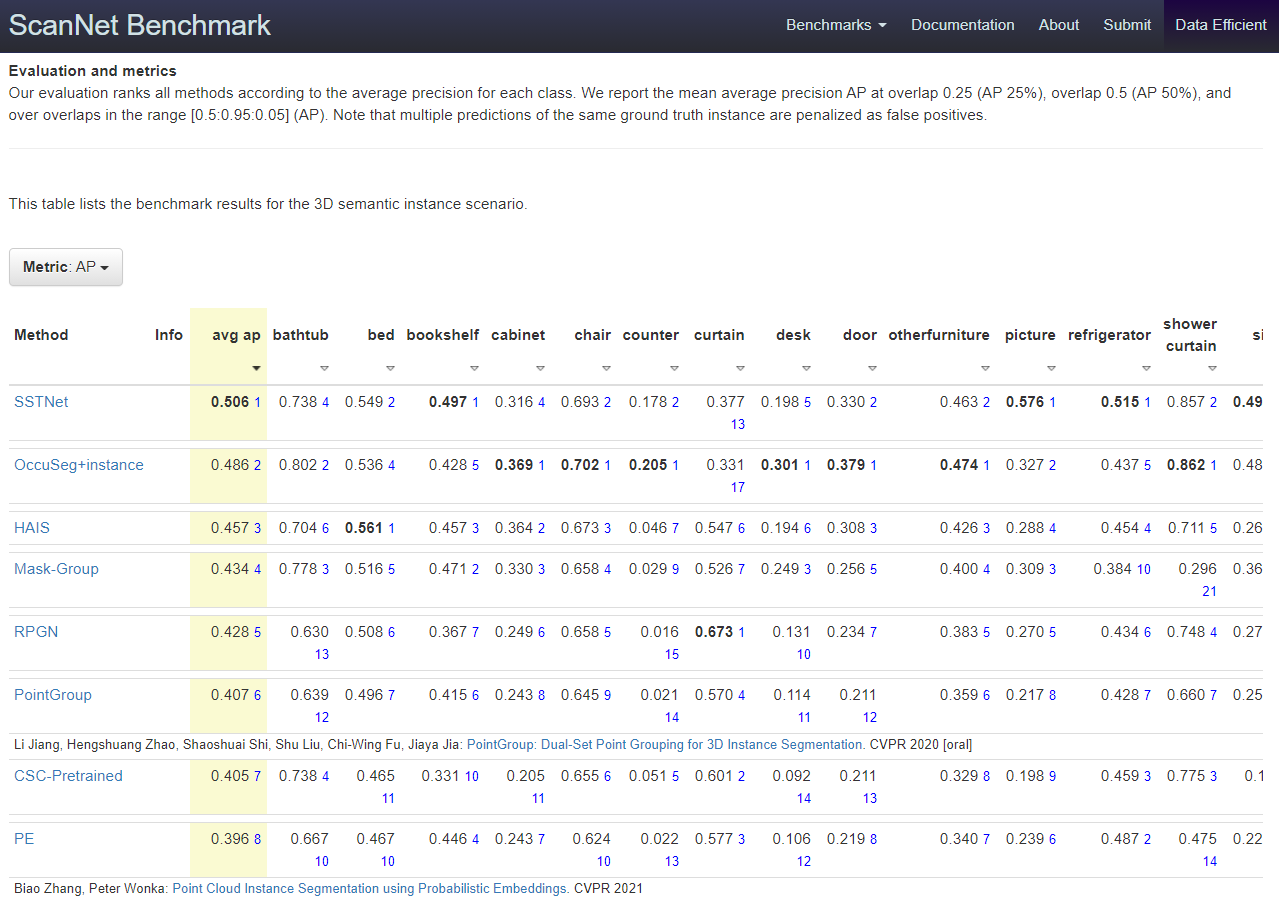 ScanNet Benchmark Benchmarks Documentation About Submit Data Efficient
Evaluation and metrics
Our evaluation ranks all methods according to the average precision for each class. We report the mean average precision AP at overlap 0.25 (AP 25%), overlap 0.5 (AP 50%), and
over overlaps in the range [0.5:0.95:0.05] (AP). Note that multiple predictions of the same ground truth instance are penalized as false positives.
This table lists the benchmark results for the 3D semantic instance scenario.
Metric: AP
Method Info avg ap bathtub bed bookshelf cabinet chair counter curtain desk door otherfurniture picture refrigerator shower curtain si
SSTNet 0.506 1 0.738 4 0.549 2 0.497 1 0.316 4 0.693 2 0.178 2 0.377 13 0.198 5 0.330 2 0.463 2 0.576 1 0.515 1 0.857 2 0.49
OccuSeg+instance 0.486 2 0.802 2 0.536 4 0.428 5 0.369 1 0.702 1 0.205 1 0.331 17 0.301 1 0.379 1 0.474 1 0.327 2 0.437 5 0.862 1 0.48
HAIS 0.457 3 0.704 6 0.561 1 0.457 3 0.364 2 0.673 3 0.046 7 0.547 6 0.194 6 0.308 3 0.426 3 0.288 4 0.454 4 0.711 5 0.26
Mask-Group 0.434 4 0.778 3 0.516 5 0.471 2 0.330 3 0.658 4 0.029 9 0.526 7 0.249 3 0.256 5 0.400 4 0.309 3 0.384 10 0.296 21 0.36
RPGN 0.428 5 0.630 13 0.508 6 0.367 7 0.249 6 0.658 5 0.016 15 0.673 1 0.131 10 0.234 7 0.383 5 0.270 5 0.434 6 0.748 4 0.27
PointGroup 0.407 6 0.639 12 0.496 7 0.415 6 0.243 8 0.645 9 0.021 14 0.570 4 0.114 11 0.211 12 0.359 6 0.217 8 0.428 7 0.660 7 0.25
Li Jiang, Hengshuang Zhao, Shaoshuai Shi, Shu Liu, Chi-Wing Fu, Jiaya Jia: PointGroup: Dual-Set Point Grouping for 3D Instance Segmentation. CVPR 2020 [oral]
CSC-Pretrained 0.405 7 0.738 4 0.465 11 0.331 10 0.205 11 0.655 6 0.051 5 0.601 2 0.092 14 0.211 13 0.329 8 0.198 9 0.459 3 0.775 3 0.1
PE 0.396 8 0.667 10 0.467 10 0.446 4 0.243 7 0.624 10 0.022 13 0.577 3 0.106 12 0.219 8 0.340 7 0.239 6 0.487 2 0.475 14 0.22
Biao Zhang, Peter Wonka: Point Cloud Instance Segmentation using Probabilistic Embeddings. CVPR 2021